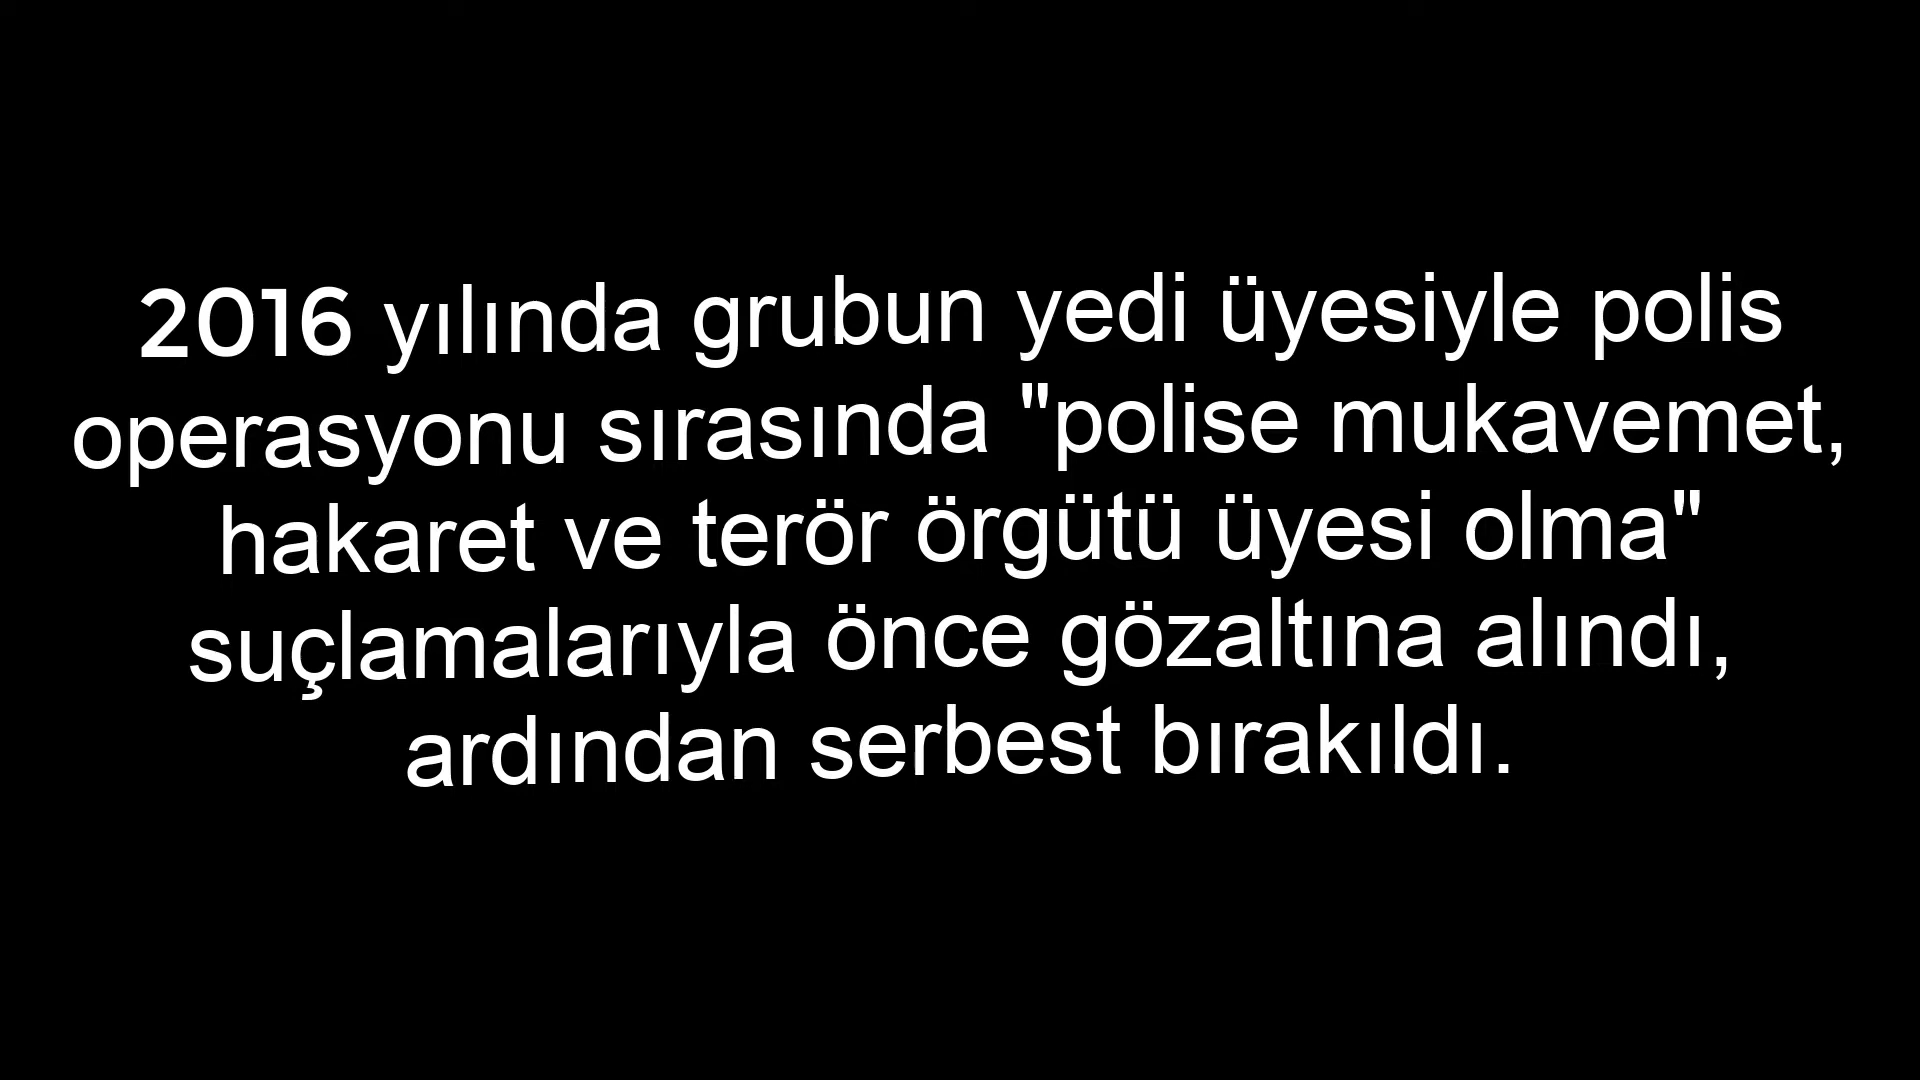 2016 yılında grubun yedi üyesiyle polis
operasyonu sırasında "polise mukavemet,
hakaret ve terör örgütü üyesi olma"
suçlamalarıyla önce gözaltına alındı,
ardından serbest bırakıldı.